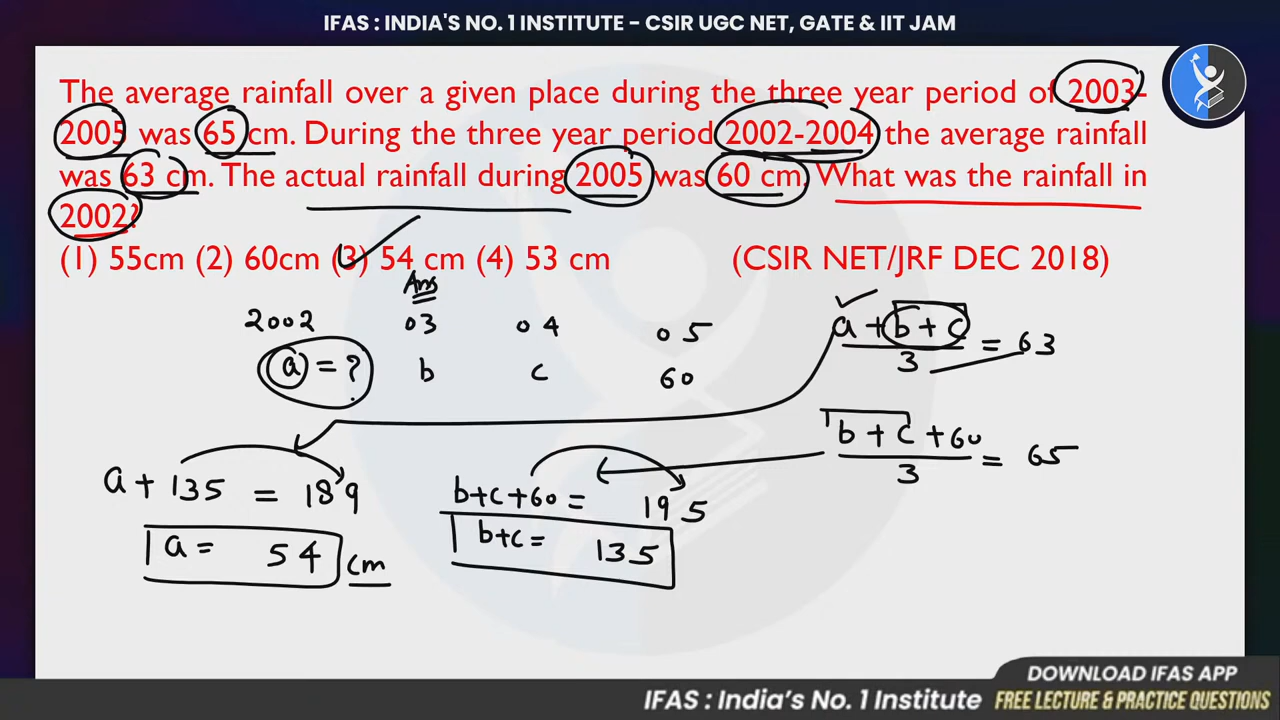 IFAS : INDIA'S NO. 1 INSTITUTE - CSIR UGC NET, GATE & IIT JAM
The average rainfall over a given place during the three year period of 2003-
2005 was 65 cm. During the three year period 2002-2004 the average rainfall
was 63 cm. The actual rainfall during 2005 was 60 cm. What was the rainfall in
2002?
(1) 55cm (2) 60cm (3) 54 cm (4) 53 cm (CSIR NET/JRF DEC 2018)
Ans
2002 03 04 05
a = ? b c 60
a + b + c
3
= 63
b + c + 60
3
= 65
a + 135 = 189
a = 54 cm
b+c+60 = 195
b+c = 135
DOWNLOAD IFAS APP
IFAS : India's No. 1 Institute FREE LECTURE & PRACTICE QUESTIONS